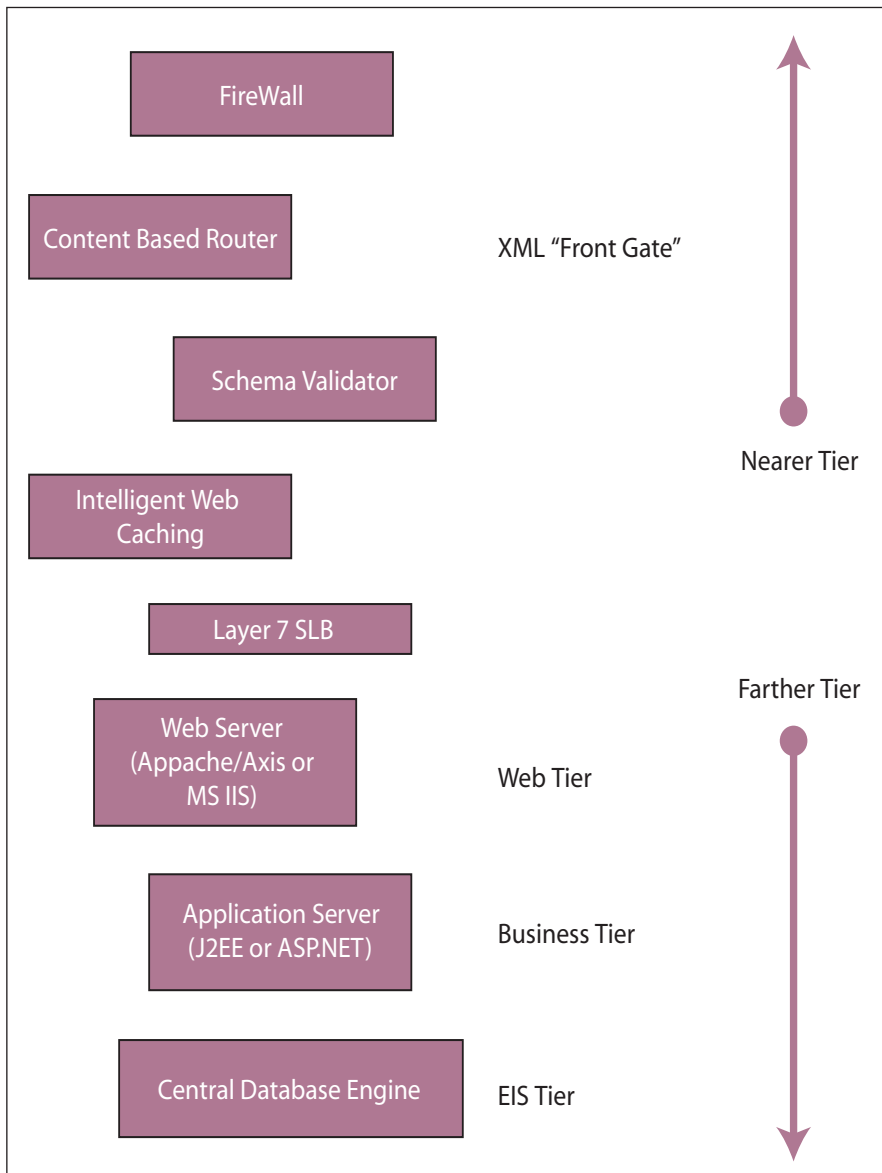 FireWall
Content Based Router
XML “Front Gate”
Schema Validator
Nearer Tier
Intelligent Web
Caching
Layer 7 SLB
Farther Tier
Web Server
(Appache/Axis or
MS IIS)
Web Tier
Application Server
(J2EE or ASP.NET)
Business Tier
Central Database Engine
EIS Tier